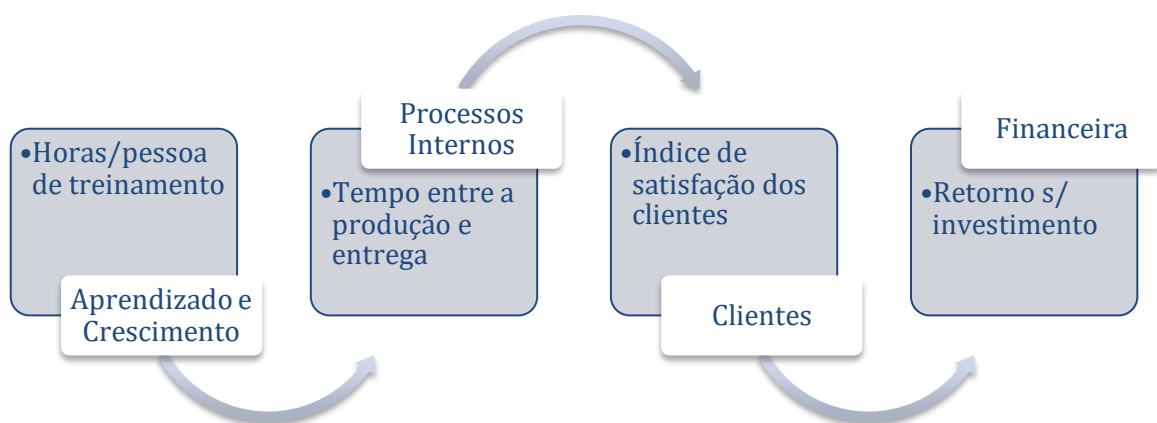 •Horas/pessoa
de treinamento
Aprendizado e
Crescimento
Processos
Internos
•Tempo entre a
produção e
entrega
•Índice de
satisfação dos
clientes
Clientes
Financeira
•Retorno s/
investimento